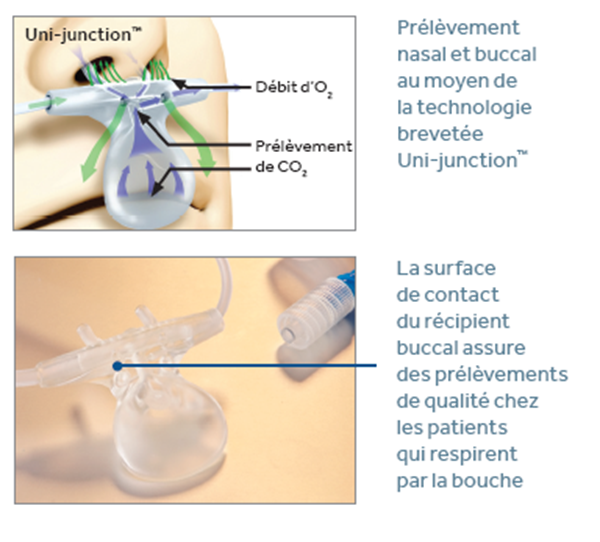 Uni-junction™
Débit d'O₂
Prélèvement
de CO₂
Prélèvement
nasal et buccal
au moyen de
la technologie
brevetée
Uni-junction™
La surface
de contact
du récipient
buccal assure
des prélèvements
de qualité chez
les patients
qui respirent
par la bouche